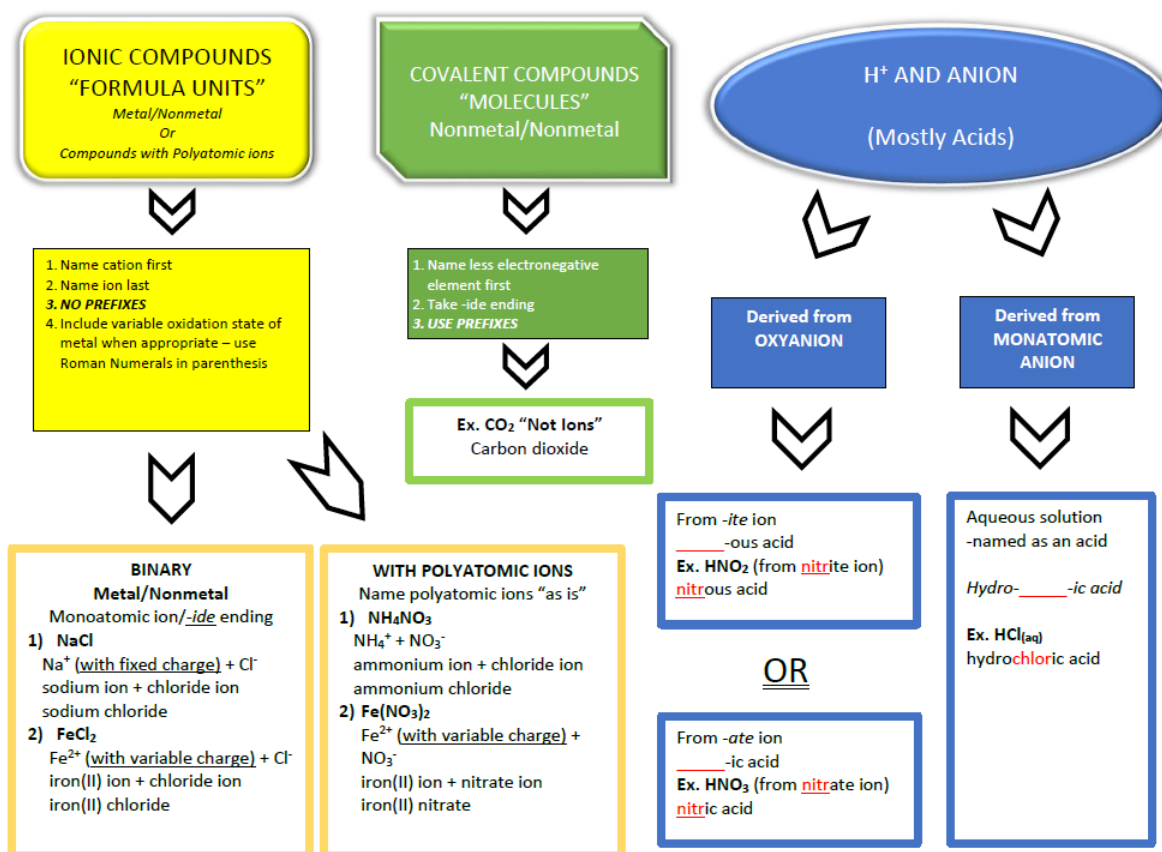 IONIC COMPOUNDS
“FORMULA UNITS”
Metal/Nonmetal
Or
Compounds with Polyatomic ions
COVALENT COMPOUNDS
“MOLECULES”
Nonmetal/Nonmetal
H⁺ AND ANION
(Mostly Acids)
1. Name cation first
2. Name ion last
3. NO PREFIXES
4. Include variable oxidation state of
metal when appropriate – use
Roman Numerals in parenthesis
1. Name less electronegative
element first
2. Take -ide ending
3. USE PREFIXES
Derived from
OXYANION
Derived from
MONATOMIC
ANION
Ex. CO₂ “Not Ions”
Carbon dioxide
BINARY
Metal/Nonmetal
Monoatomic ion/-ide ending
1) NaCl
Na⁺ (with fixed charge) + Cl⁻
sodium ion + chloride ion
sodium chloride
2) FeCl₂
Fe²⁺ (with variable charge) + Cl⁻
iron(II) ion + chloride ion
iron(II) chloride
WITH POLYATOMIC IONS
Name polyatomic ions “as is”
1) NH₄NO₃
NH₄⁺ + NO₃⁻
ammonium ion + chloride ion
ammonium chloride
2) Fe(NO₃)₂
Fe²⁺ (with variable charge) +
NO₃⁻
iron(II) ion + nitrate ion
iron(II) nitrate
From -ite ion
_____-ous acid
Ex. HNO₂ (from nitrite ion)
nitrous acid
OR
From -ate ion
_____-ic acid
Ex. HNO₃ (from nitrate ion)
nitric acid
Aqueous solution
-named as an acid
Hydro-_____-ic acid
Ex. HCl(aq)
hydrochloric acid